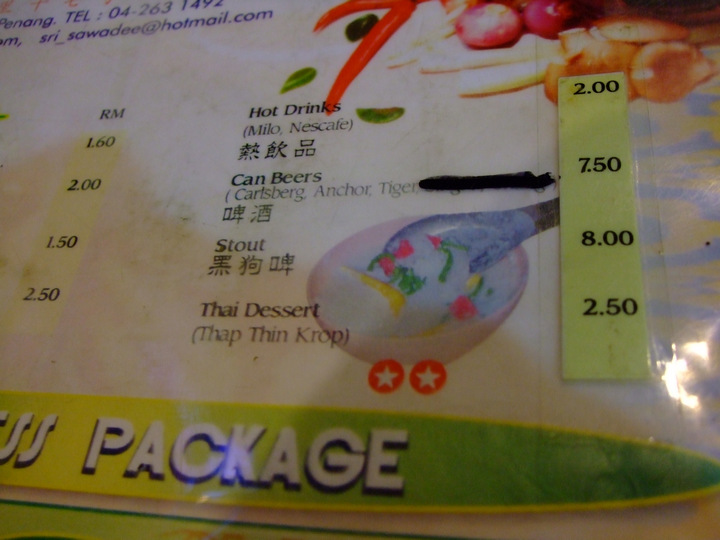 Penang. TEL : 04-263 1492
om, sri_sawadee@hotmail.com
RM
1.60
2.00
1.50
2.50
Hot Drinks 2.00
(Milo, Nescafe)
熱飲品
Can Beers 7.50
( Carlsberg, Anchor, Tiger,
啤酒
Stout 8.00
黑狗啤
Thai Dessert 2.50
(Thap Thin Krop)
SS PACKAGE